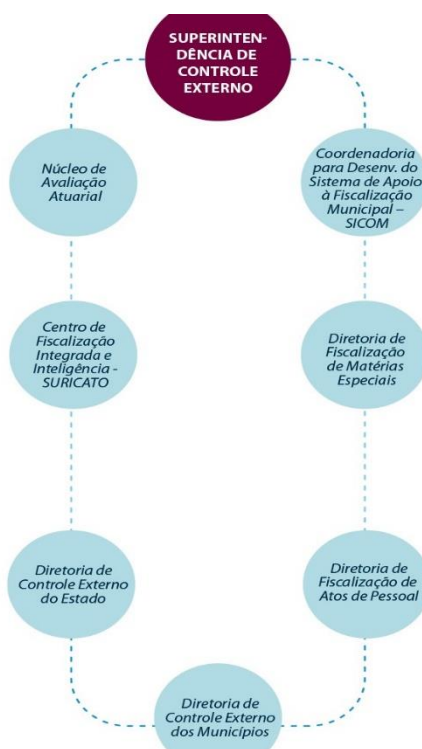 SUPERINTEN-
DÊNCIA DE
CONTROLE
EXTERNO
Núcleo de
Avaliação
Atuarial
Coordenadoria
para Desenv. do
Sistema de Apoio
à Fiscalização
Municipal –
SICOM
Centro de
Fiscalização
Integrada e
Inteligência -
SURICATO
Diretoria de
Fiscalização
de Matérias
Especiais
Diretoria de
Controle Externo
do Estado
Diretoria de
Fiscalização de
Atos de Pessoal
Diretoria de
Controle Externo
dos Municípios